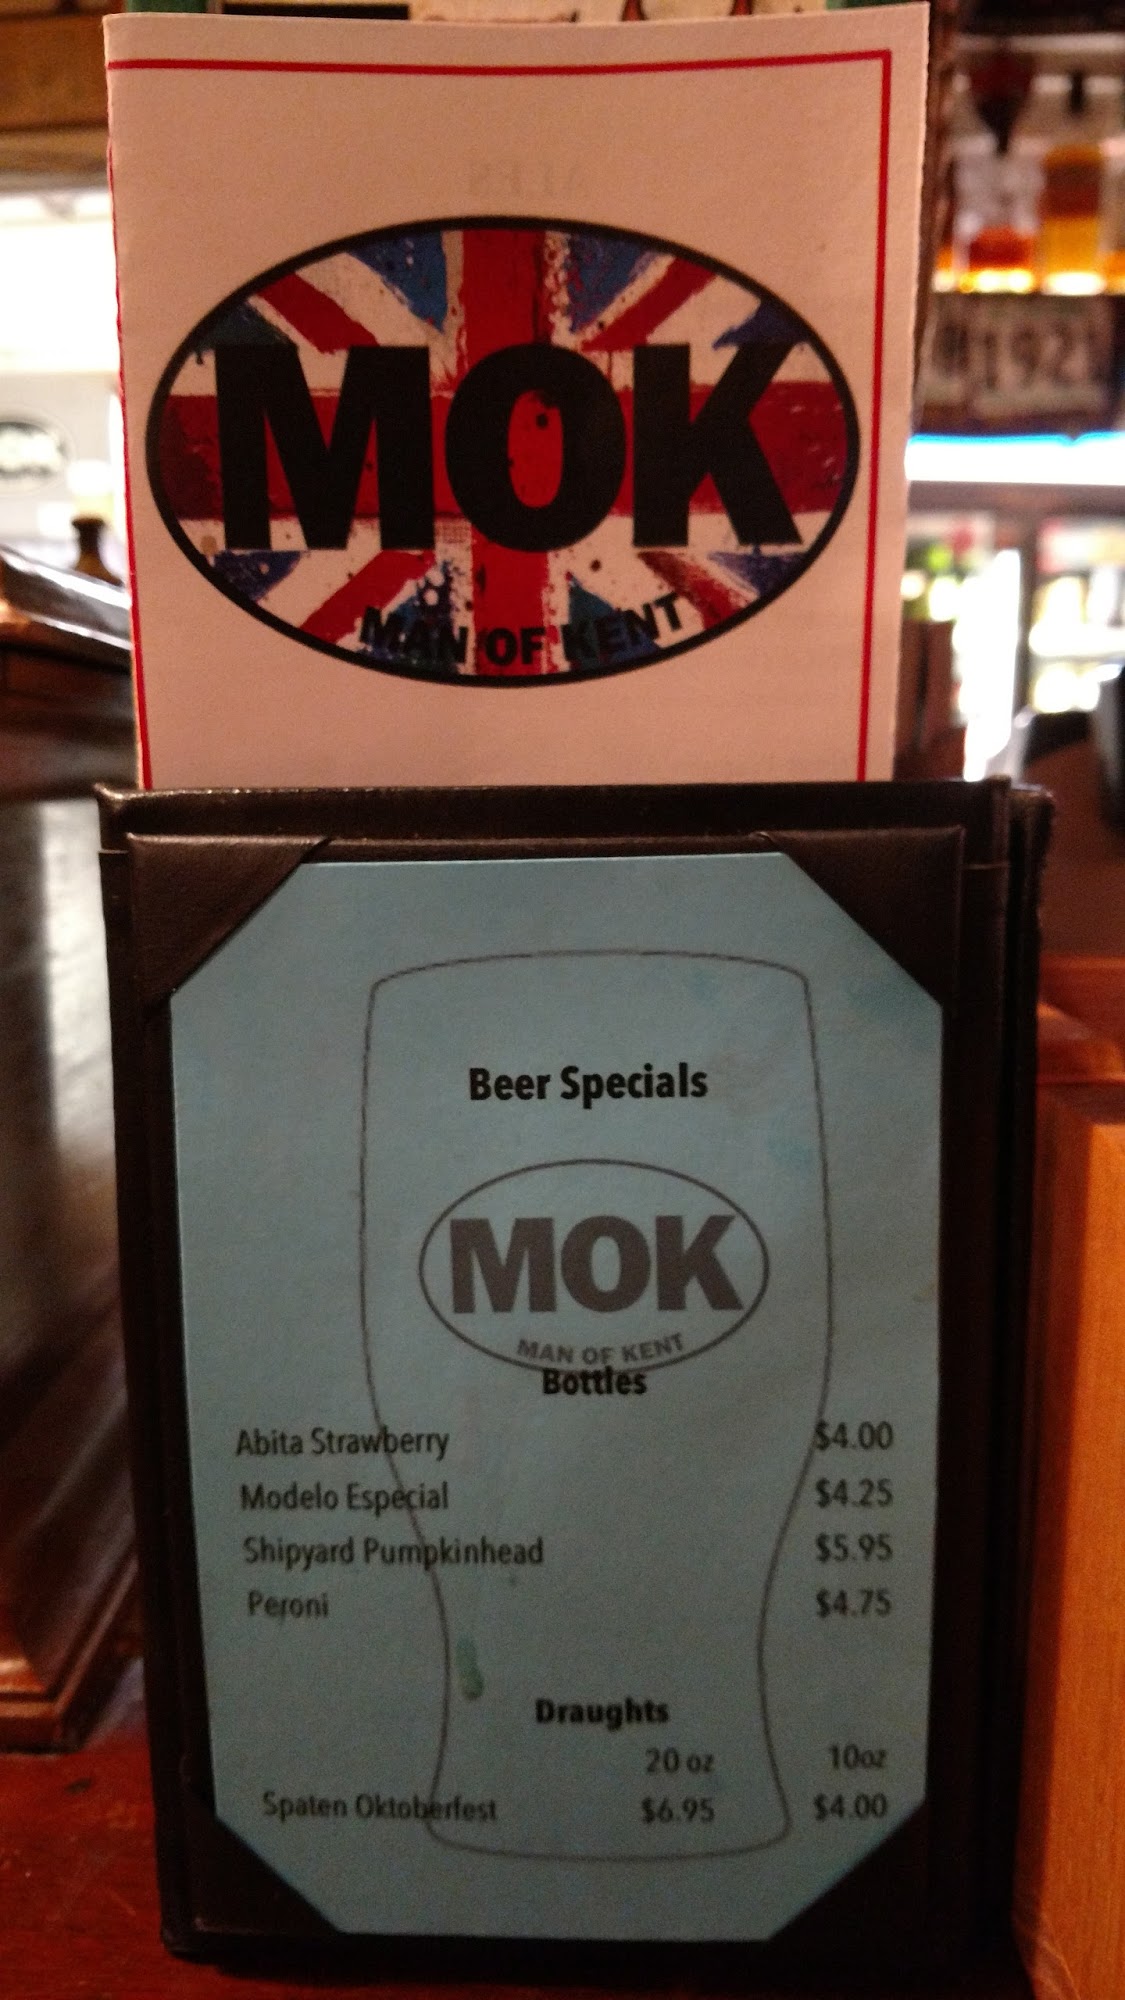 MOK
MAN OF KENT
Beer Specials
MOK
MAN OF KENT
Bottles
Abita Strawberry $4.00
Modelo Especial $4.25
Shipyard Pumpkinhead $5.95
Peroni $4.75
Draughts
20 oz 10oz
Spaten Oktoberfest $6.95 $4.00